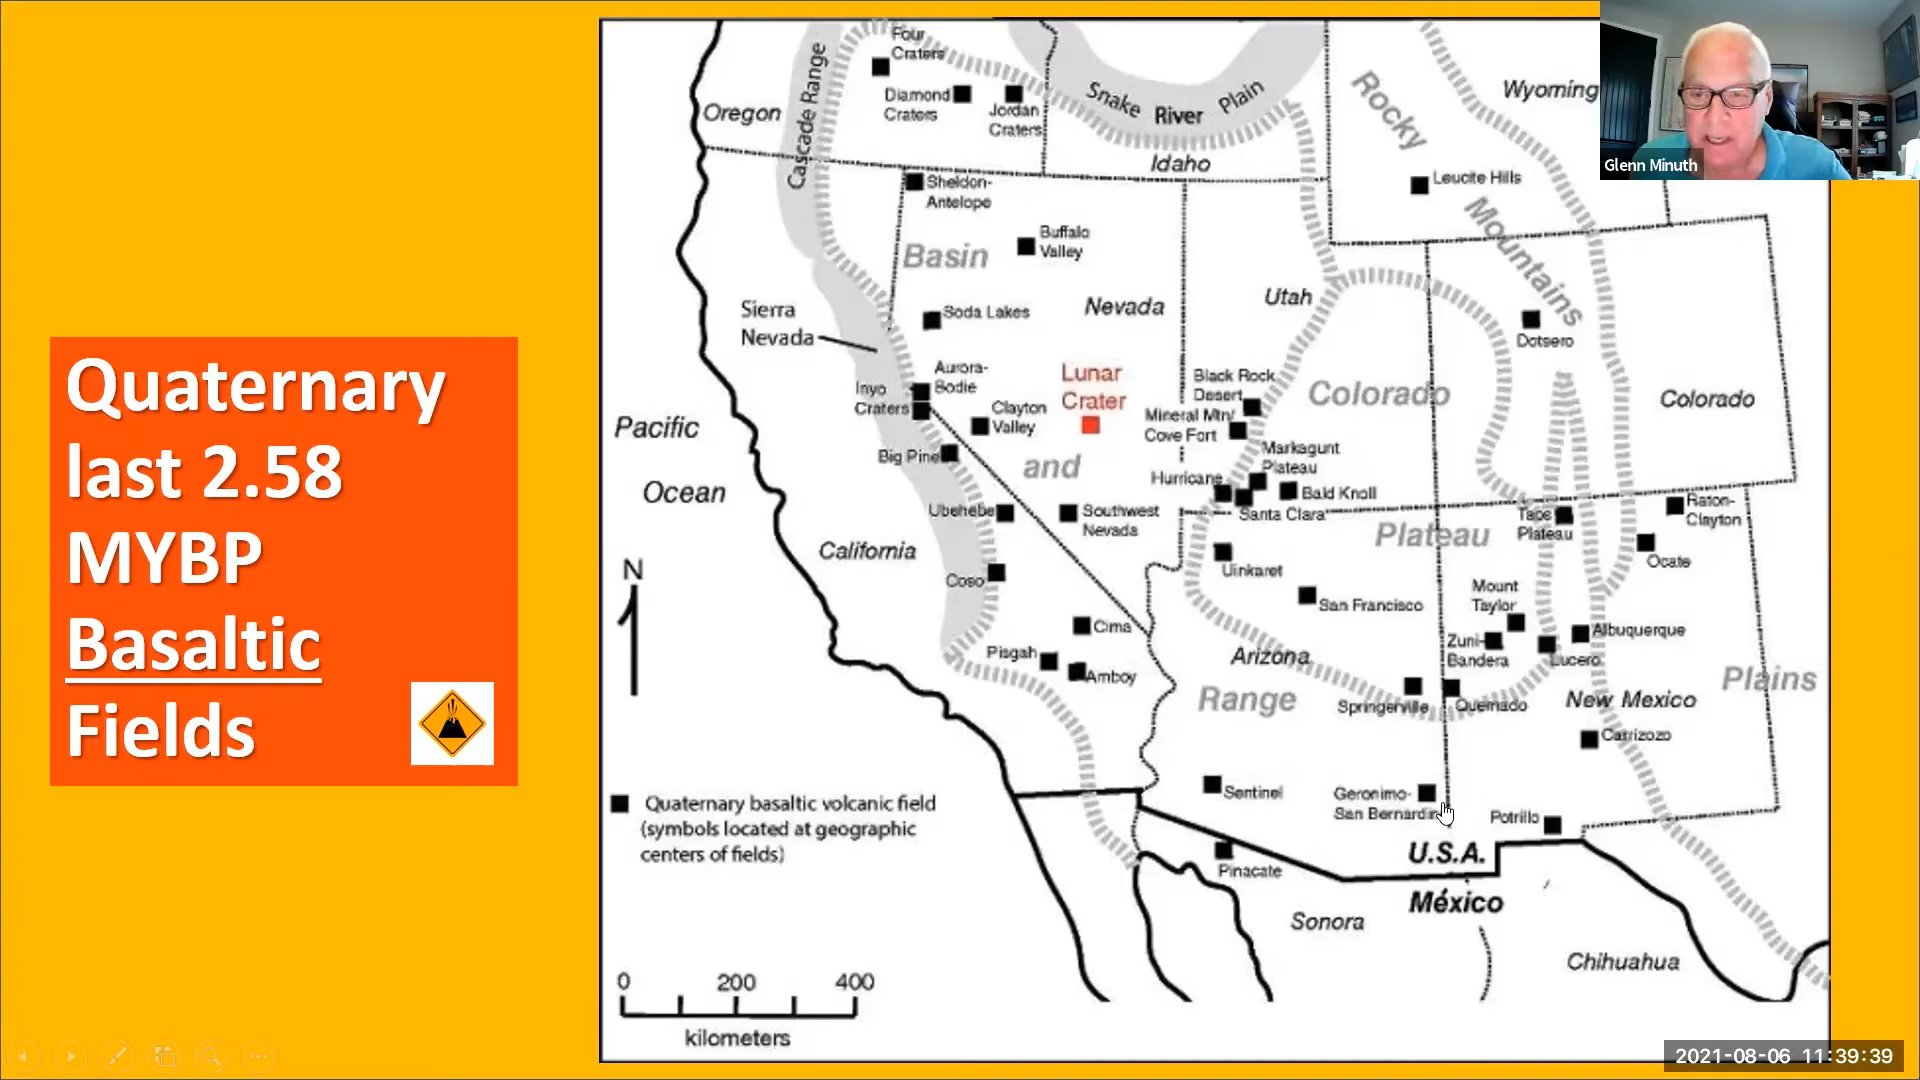 Quaternary
last 2.58
MYBP
Basaltic
Fields
Four
Craters
Diamond
Craters
Jordan
Craters
Oregon
Cascade Range
Snake River Plain
Idaho
Rocky
Mountains
Wyoming
Glenn Minuth
Leucite Hills
Sheldon-
Antelope
Buffalo
Valley
Basin
Soda Lakes
Nevada
Utah
Sierra
Nevada
Dotsero
Aurora-
Bodie
Inyo
Craters
Clayton
Valley
Lunar
Crater
Black Rock
Desert
Mineral Mtn/
Cove Fort
Colorado
Colorado
Pacific
Ocean
Big Pine
and
Markagunt
Plateau
Hurricane
Bald Knoll
Santa Clara
Ubehebe
Southwest
Nevada
Plateau
Taos
Plateau
Raton-
Clayton
Ocate
California
N
Coso
Uinkaret
San Francisco
Mount
Taylor
Cima
Zuni-
Bandera
Albuquerque
Lucero
Pisgah
Amboy
Arizona
Range
Springerville
Quemado
New Mexico
Plains
Carrizozo
Sentinel
Geronimo-
San Bernardino
Potrillo
Quaternary basaltic volcanic field
(symbols located at geographic
centers of fields)
Pinacate
U.S.A.
México
Sonora
Chihuahua
0 200 400
kilometers
2021-08-06 11:39:39